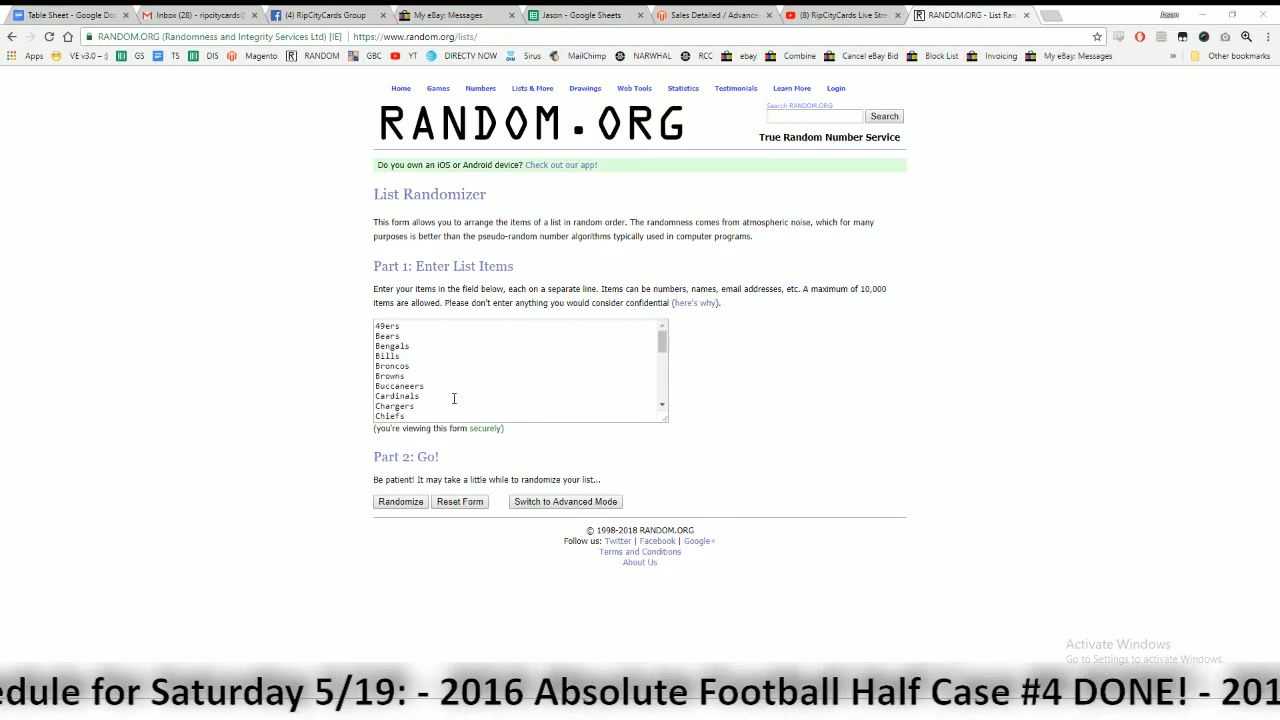 Table Sheet - Google Do
Inbox (28) - ripcitycards@
(4) RipCityCards Group
My eBay: Messages
Jason - Google Sheets
Sales Detailed / Advance
(8) RipCityCards Live Stre
RANDOM.ORG - List Ran
Jason
RANDOM.ORG (Randomness and Integrity Services Ltd) [IE]
https://www.random.org/lists/
Apps VE v3.0 -:) GS TS DIS Magento RANDOM GBC YT DIRECTV NOW Sirus MailChimp NARWHAL RCC ebay Combine Cancel eBay Bid Block List Invoicing My eBay: Messages » Other bookmarks
Home Games Numbers Lists & More Drawings Web Tools Statistics Testimonials Learn More Login
RANDOM.ORG
Search RANDOM.ORG
Search
True Random Number Service
Do you own an iOS or Android device? Check out our app!
List Randomizer
This form allows you to arrange the items of a list in random order. The randomness comes from atmospheric noise, which for many
purposes is better than the pseudo-random number algorithms typically used in computer programs.
Part 1: Enter List Items
Enter your items in the field below, each on a separate line. Items can be numbers, names, email addresses, etc. A maximum of 10,000
items are allowed. Please don't enter anything you would consider confidential (here's why).
49ers
Bears
Bengals
Bills
Broncos
Browns
Buccaneers
Cardinals
Chargers
Chiefs
(you're viewing this form securely)
Part 2: Go!
Be patient! It may take a little while to randomize your list...
Randomize Reset Form Switch to Advanced Mode
© 1998-2018 RANDOM.ORG
Follow us: Twitter | Facebook | Google+
Terms and Conditions
About Us
Activate Windows
Go to Settings to activate Windows.
edule for Saturday 5/19: - 2016 Absolute Football Half Case #4 DONE! - 201